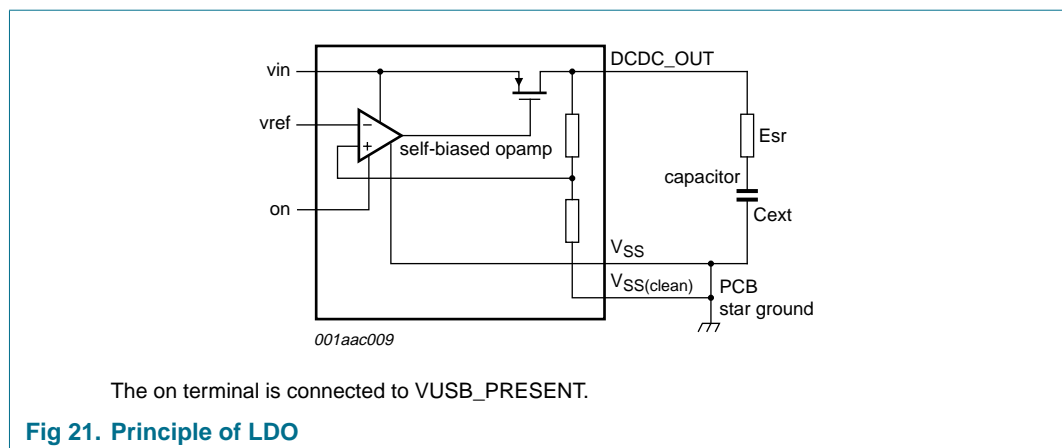 DCDC_OUT
vin
vref
−
+
self-biased opamp
Esr
capacitor
Cext
on
VSS
VSS(clean)
PCB
star ground
001aac009
The on terminal is connected to VUSB_PRESENT.
Fig 21. Principle of LDO